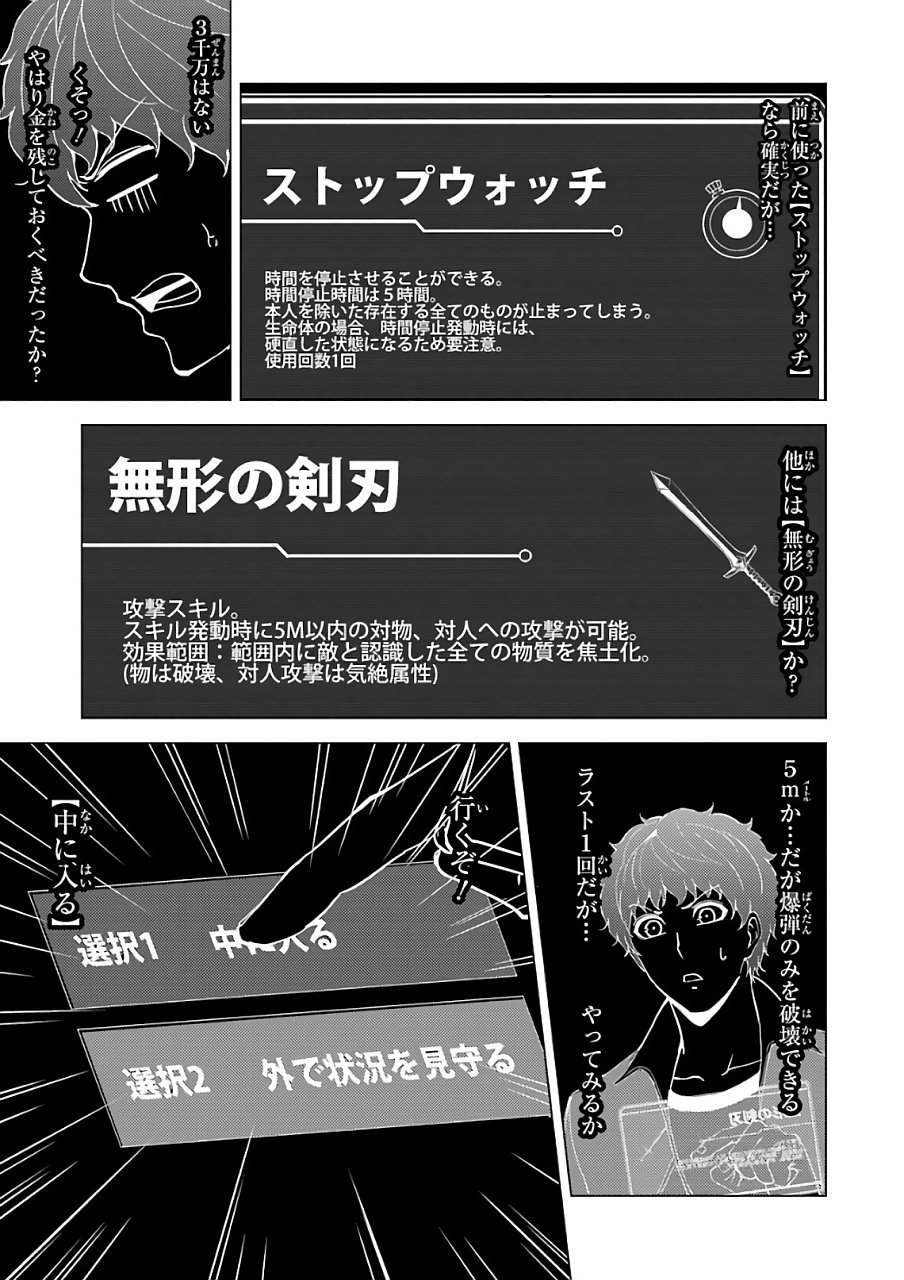 前に使った【ストップウォッチ】
なら確実だが…
ストップウォッチ
時間を停止させることができる。
時間停止時間は５時間。
本人を除いた存在する全てのものが止まってしまう。
生命体の場合、時間停止発動時には、
硬直した状態になるため要注意。
使用回数1回
３千万はない
くそっ！
やはり金を残しておくべきだったか？
他には【無形の剣刃】か？
無形の剣刃
攻撃スキル。
スキル発動時に5M以内の対物、対人への攻撃が可能。
効果範囲：範囲内に敵と認識した全ての物質を焦土化。
(物は破壊、対人攻撃は気絶属性)
５ｍか…だが爆弾のみを破壊できる
ラスト１回だが…
やってみるか
行くぞ！
【中に入る】
選択1　中に入る
選択2　外で状況を見守る